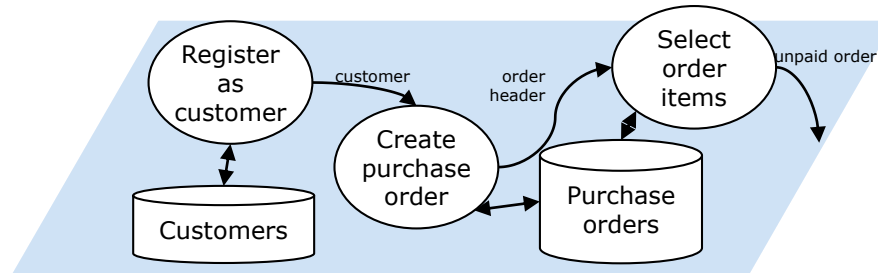 Register
as
customer
customer
Create
purchase
order
order
header
Select
order
items
unpaid order
Customers
Purchase
orders